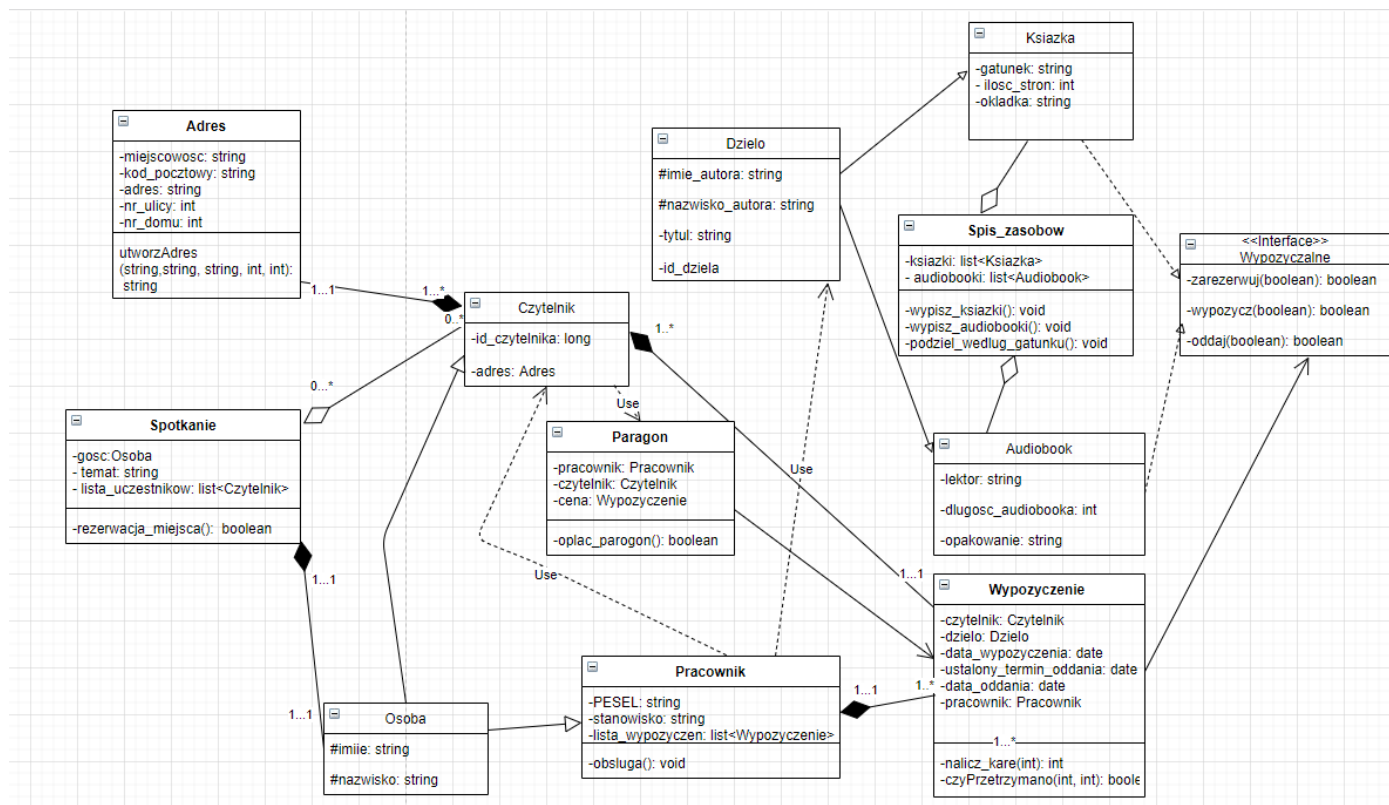 Ksiazka
-gatunek: string
- ilosc_stron: int
-okladka: string
Adres
-miejscowosc: string
-kod_pocztowy: string
-adres: string
-nr_ulicy: int
-nr_domu: int
utworzAdres
(string,string, string, int, int):
string
Dzielo
#imie_autora: string
#nazwisko_autora: string
-tytul: string
-id_dziela
Spis_zasobow
-ksiazki: list<Ksiazka>
- audiobooki: list<Audiobook>
-wypisz_ksiazki(): void
-wypisz_audiobooki(): void
-podziel_wedlug_gatunku(): void
<<Interface>>
Wypozyczalne
-zarezerwuj(boolean): boolean
-wypozycz(boolean): boolean
-oddaj(boolean): boolean
1...1
1...*
0...*
Czytelnik
-id_czytelnika: long
-adres: Adres
1..*
0...*
Use
Spotkanie
-gosc:Osoba
- temat: string
- lista_uczestnikow: list<Czytelnik>
-rezerwacja_miejsca(): boolean
Paragon
-pracownik: Pracownik
-czytelnik: Czytelnik
-cena: Wypozyczenie
-oplac_parogon(): boolean
Use
Audiobook
-lektor: string
-dlugosc_audiobooka: int
-opakowanie: string
1...1
Use
1...1
Wypozyczenie
-czytelnik: Czytelnik
-dzielo: Dzielo
-data_wypozyczenia: date
-ustalony_termin_oddania: date
-data_oddania: date
-pracownik: Pracownik
1...*
-nalicz_kare(int): int
-czyPrzetrzymano(int, int): boole
Pracownik
-PESEL: string
-stanowisko: string
-lista_wypozyczen: list<Wypozyczenie>
-obsluga(): void
1...1
1..*
1...1
Osoba
#imiie: string
#nazwisko: string